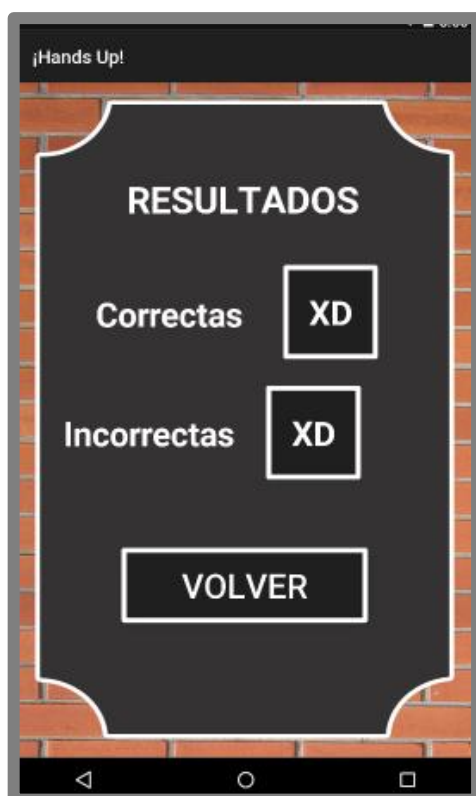 ¡Hands Up!
RESULTADOS
Correctas XD
Incorrectas XD
VOLVER